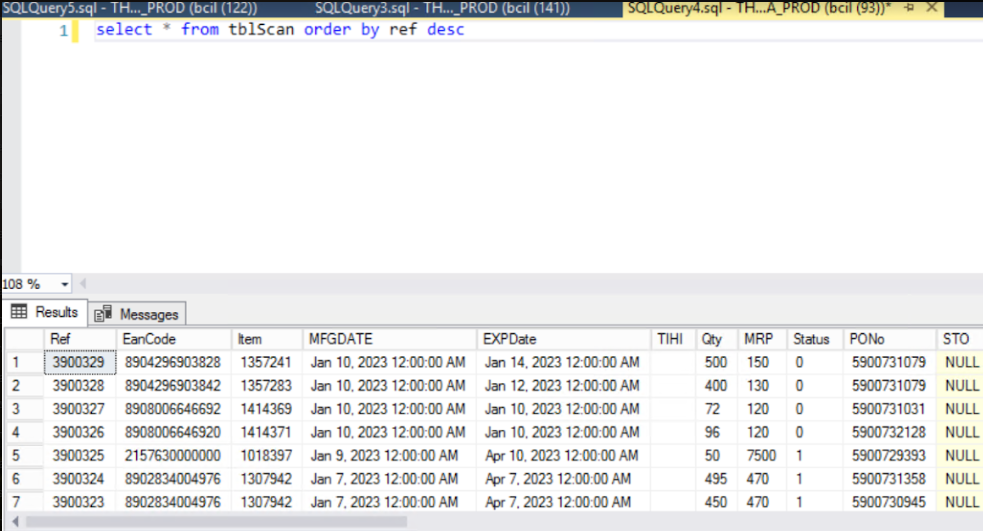 SQLQuery5.sql - TH..._PROD (bcil (122)) SQLQuery3.sql - TH..._PROD (bcil (141)) SQLQuery4.sql - TH...A_PROD (bcil (93))*
1 select * from tblScan order by ref desc
108 %
Results Messages
Ref EanCode Item MFGDATE EXPDate TIHI Qty MRP Status PONo STO
1 3900329 8904296903828 1357241 Jan 10, 2023 12:00:00 AM Jan 14, 2023 12:00:00 AM 500 150 0 5900731079 NULL
2 3900328 8904296903842 1357283 Jan 10, 2023 12:00:00 AM Jan 12, 2023 12:00:00 AM 400 130 0 5900731079 NULL
3 3900327 8908006646692 1414369 Jan 10, 2023 12:00:00 AM Jan 10, 2023 12:00:00 AM 72 120 0 5900731031 NULL
4 3900326 8908006646920 1414371 Jan 10, 2023 12:00:00 AM Jan 10, 2023 12:00:00 AM 96 120 0 5900732128 NULL
5 3900325 2157630000000 1018397 Jan 9, 2023 12:00:00 AM Apr 10, 2023 12:00:00 AM 50 7500 1 5900729393 NULL
6 3900324 8902834004976 1307942 Jan 7, 2023 12:00:00 AM Apr 7, 2023 12:00:00 AM 495 470 1 5900731358 NULL
7 3900323 8902834004976 1307942 Jan 7, 2023 12:00:00 AM Apr 7, 2023 12:00:00 AM 450 470 1 5900730945 NULL